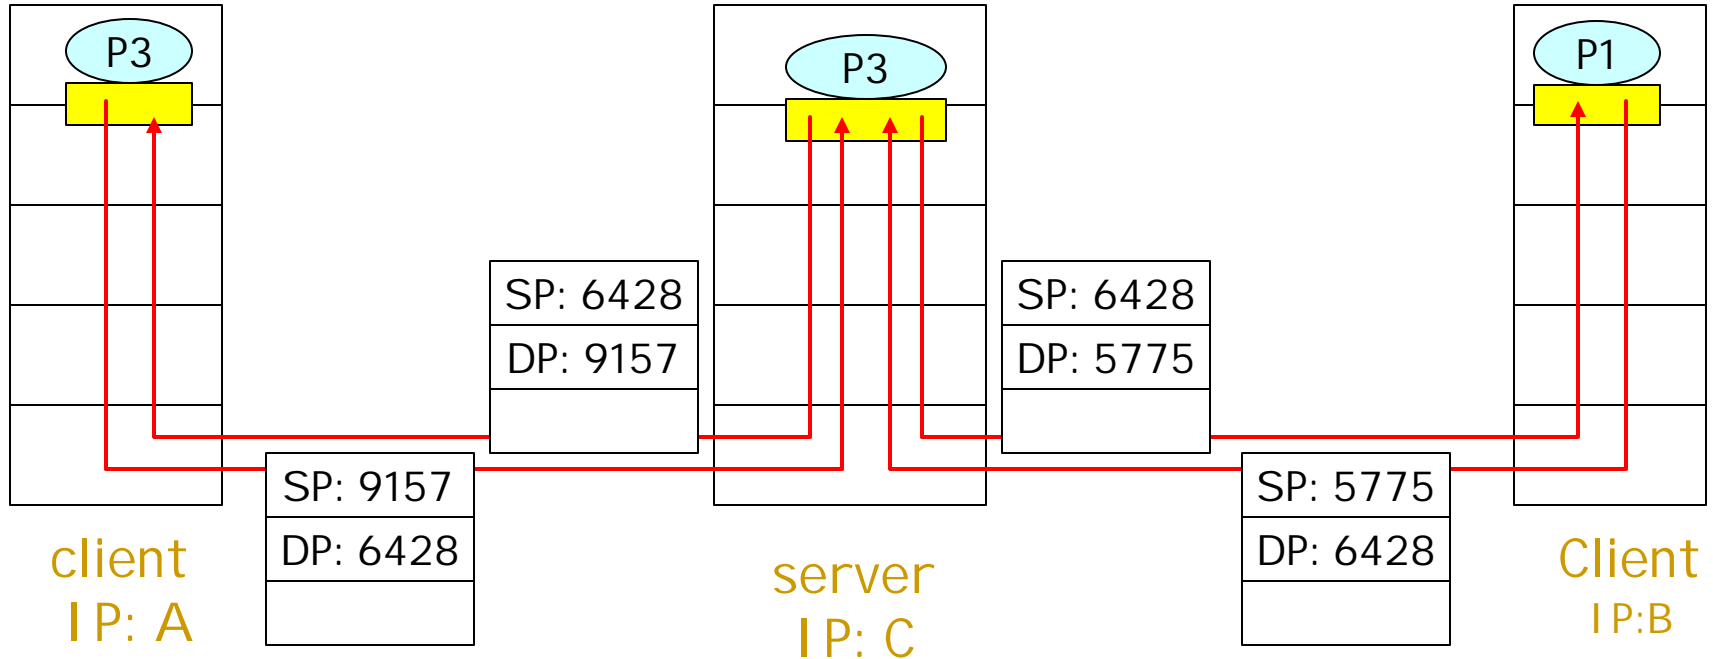 P3
P3
P1
SP: 6428
DP: 9157
SP: 6428
DP: 5775
SP: 9157
DP: 6428
SP: 5775
DP: 6428
client
IP: A
server
IP: C
Client
IP:B